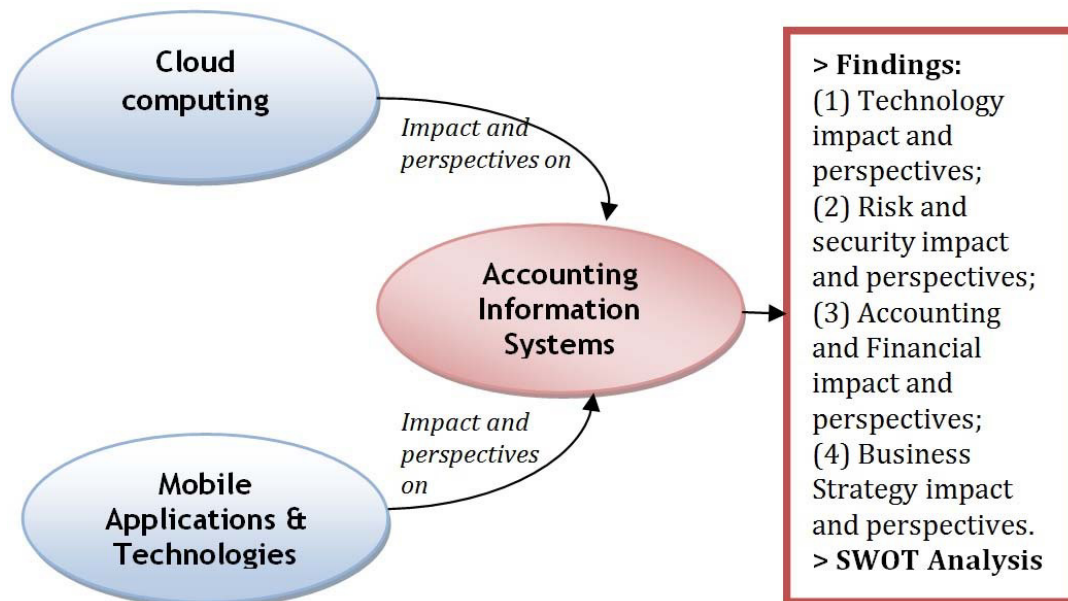 Cloud
computing
Impact and
perspectives on
Accounting
Information
Systems
Impact and
perspectives
on
Mobile
Applications &
Technologies
> Findings:
(1) Technology
impact and
perspectives;
(2) Risk and
security impact
and perspectives;
(3) Accounting
and Financial
impact and
perspectives;
(4) Business
Strategy impact
and perspectives.
> SWOT Analysis